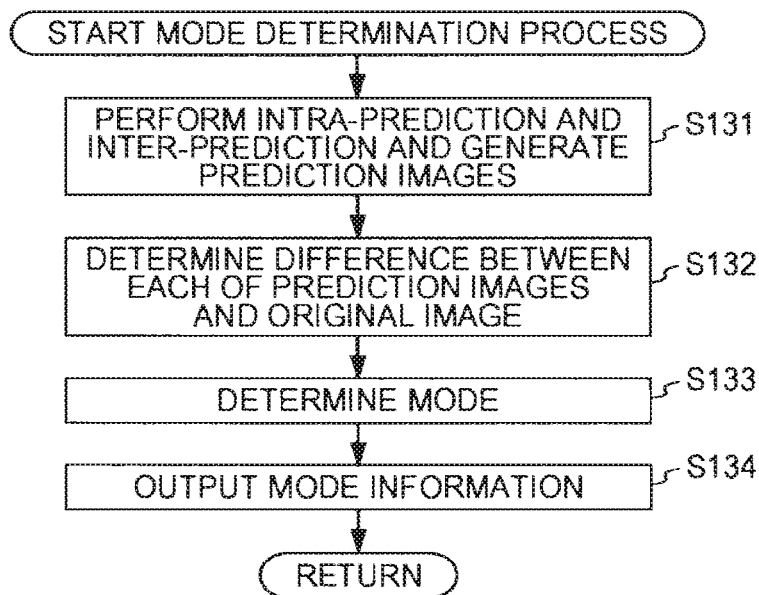 START MODE DETERMINATION PROCESS
PERFORM INTRA-PREDICTION AND
INTER-PREDICTION AND GENERATE
PREDICTION IMAGES
S131
DETERMINE DIFFERENCE BETWEEN
EACH OF PREDICTION IMAGES
AND ORIGINAL IMAGE
S132
DETERMINE MODE
S133
OUTPUT MODE INFORMATION
S134
RETURN